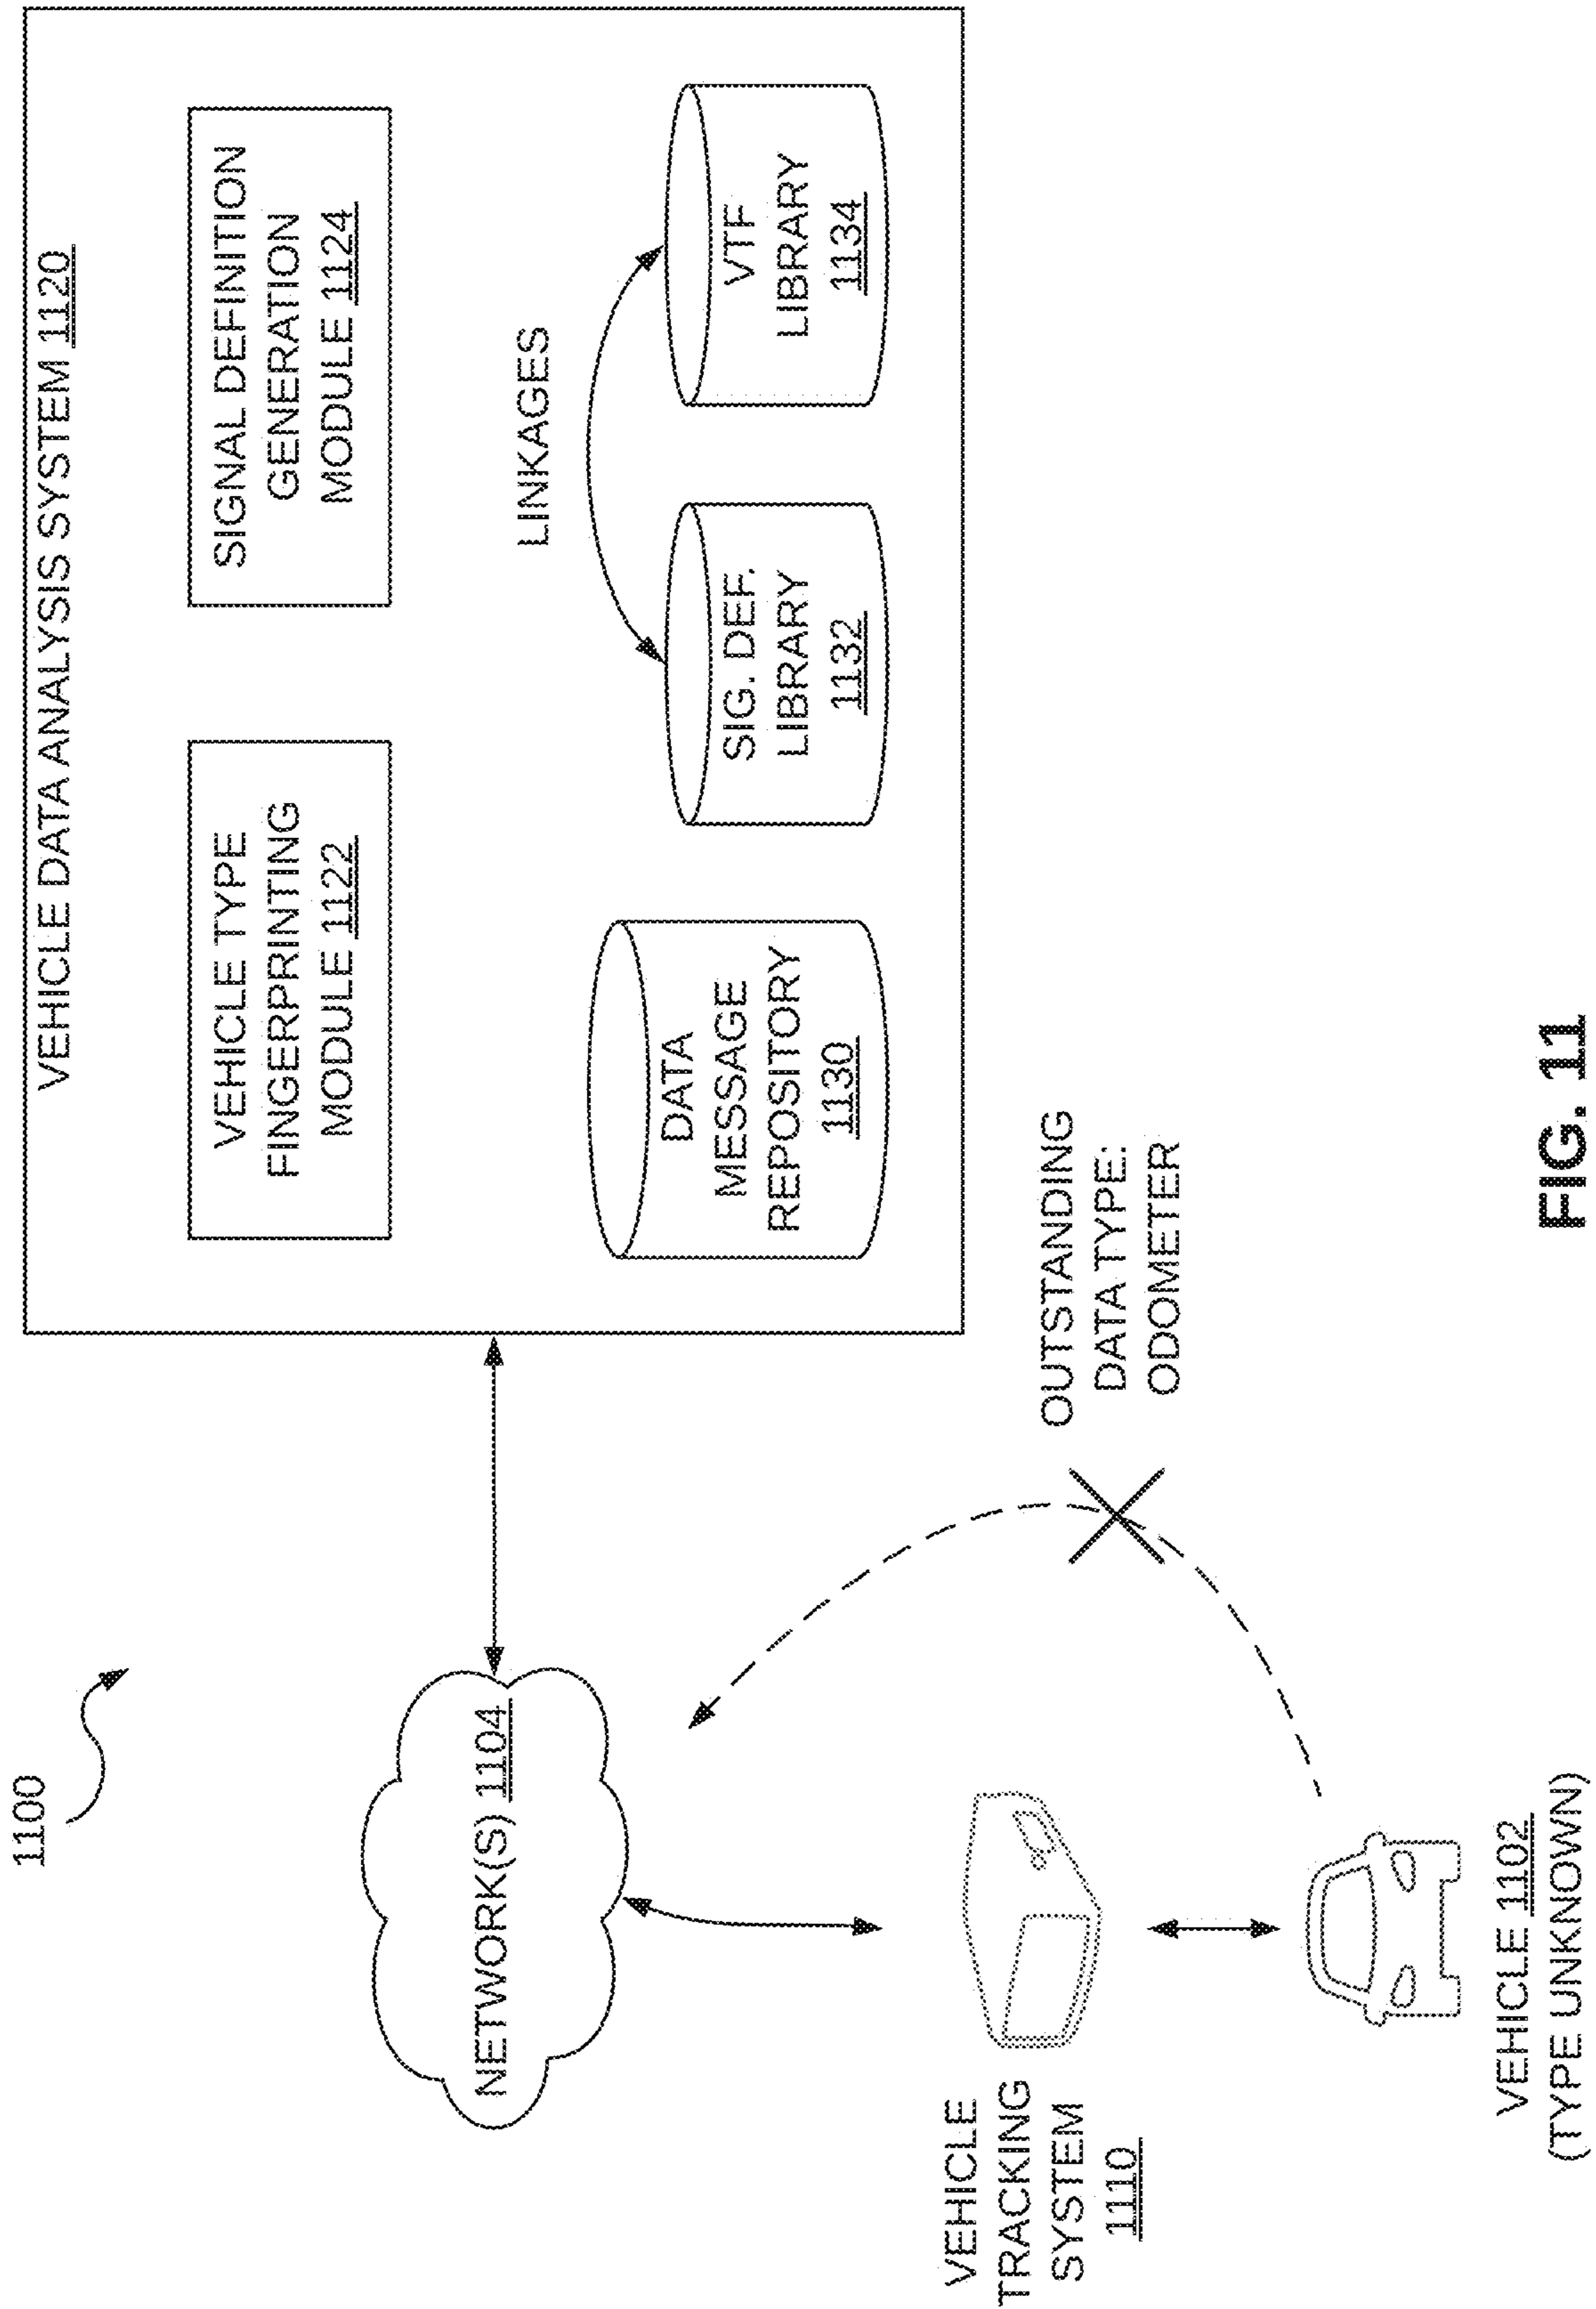 1100
VEHICLE DATA ANALYSIS SYSTEM 1120
VEHICLE TYPE
FINGERPRINTING
MODULE 1122
SIGNAL DEFINITION
GENERATION
MODULE 1124
NETWORK(S) 1104
LINKAGES
DATA
MESSAGE
REPOSITORY
1130
SIG. DEF.
LIBRARY
1132
VTF
LIBRARY
1134
VEHICLE
TRACKING
SYSTEM
1110
OUTSTANDING
DATA TYPE:
ODOMETER
VEHICLE 1102
(TYPE UNKNOWN)
FIG. 11